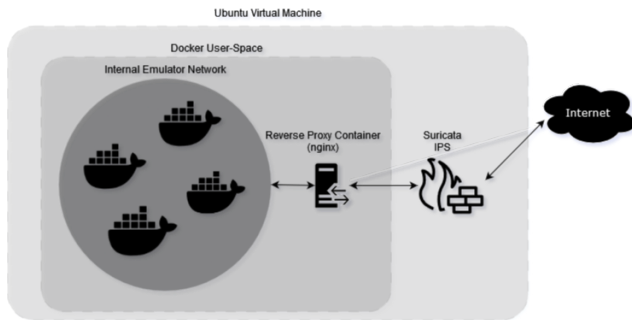 Ubuntu Virtual Machine
Docker User-Space
Internal Emulator Network
Reverse Proxy Container
(nginx)
Suricata
IPS
Internet